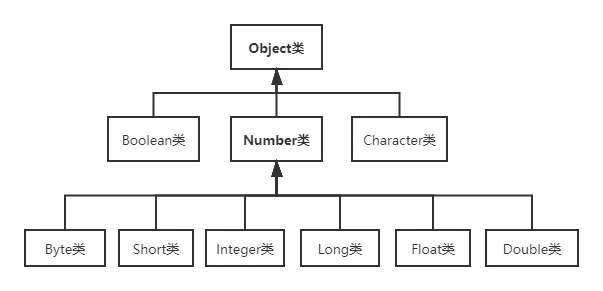 Object类
Boolean类
Number类
Character类
Byte类
Short类
Integer类
Long类
Float类
Double类